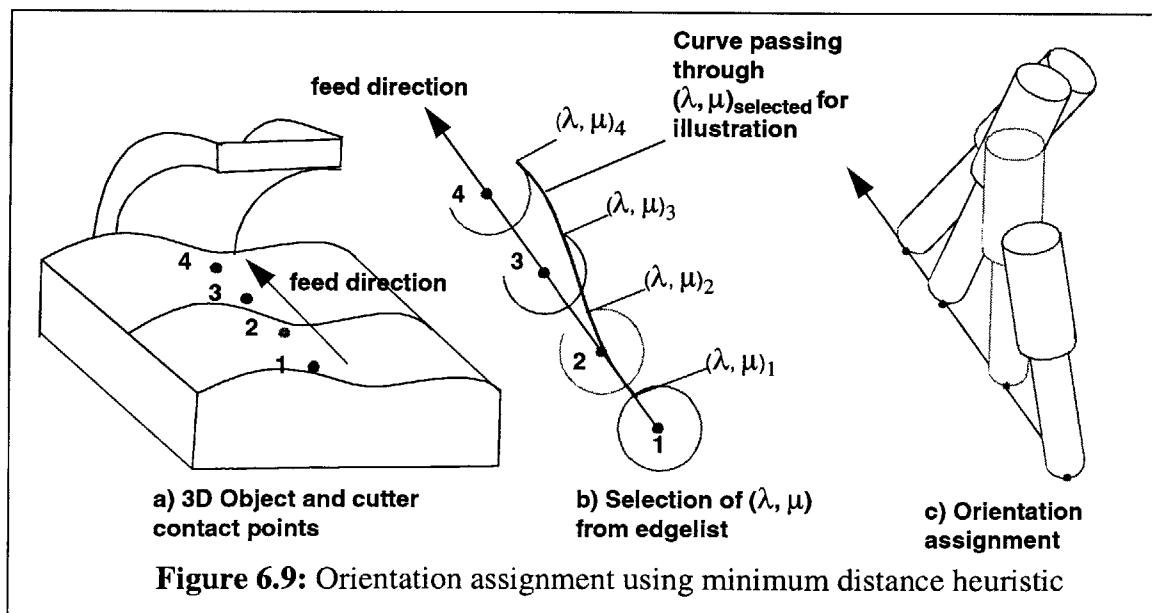 Curve passing
through
(λ, μ)selected for
illustration
feed direction
(λ, μ)4
4
(λ, μ)3
3
(λ, μ)2
2
(λ, μ)1
1
4
feed direction
3
2
1
a) 3D Object and cutter
contact points
b) Selection of (λ, μ)
from edgelist
c) Orientation
assignment
Figure 6.9: Orientation assignment using minimum distance heuristic